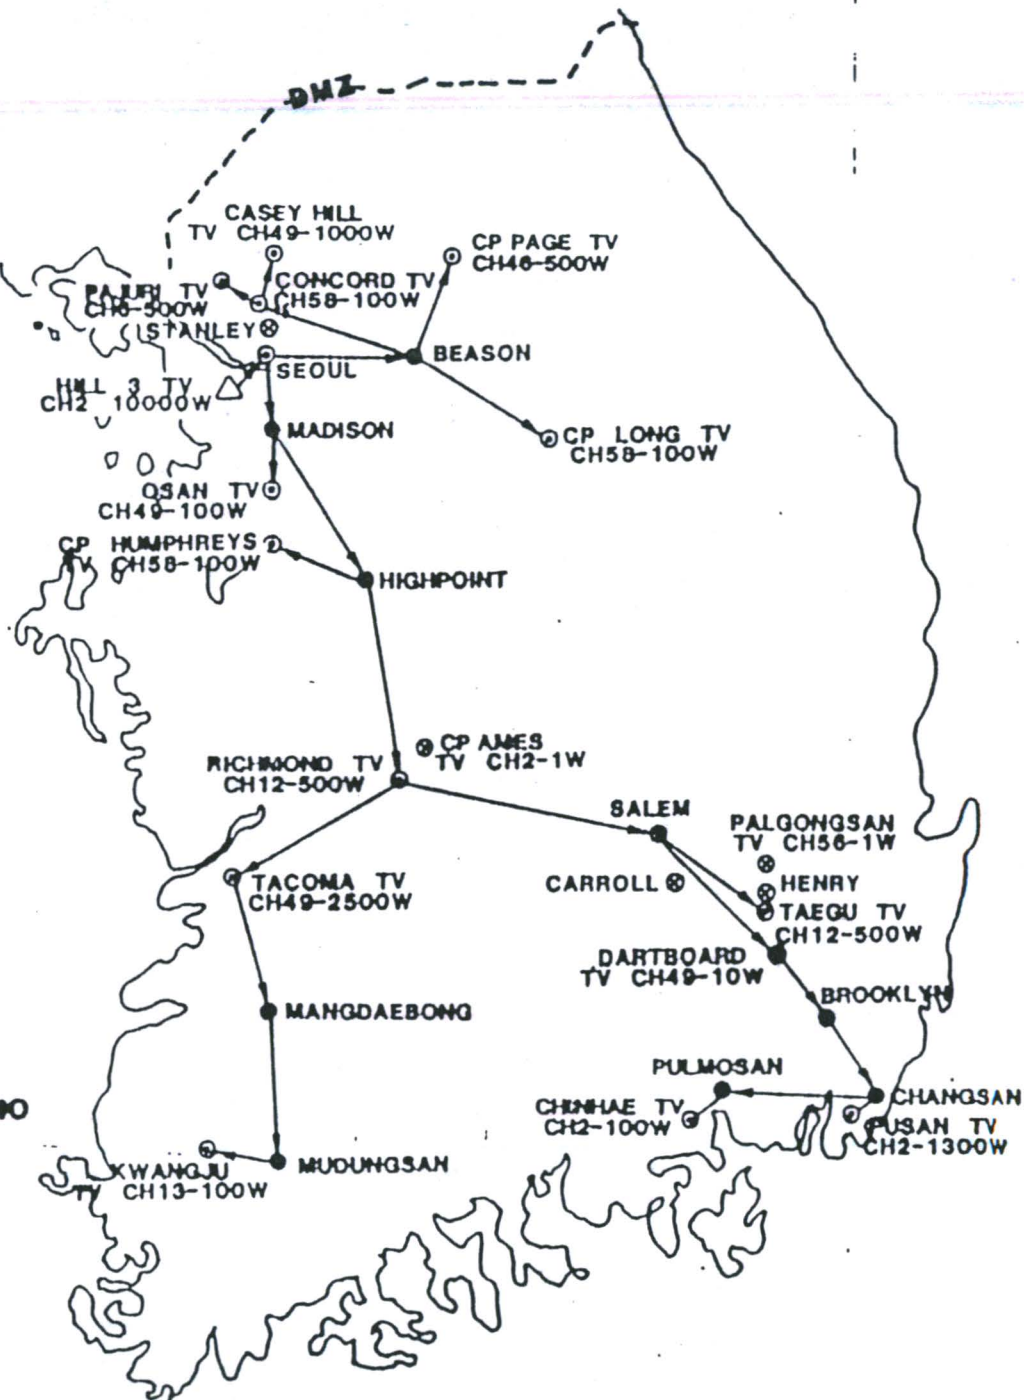 DMZ
CASEY HILL
TV CH49-1000W
CP PAGE TV
CH46-500W
PAJURI TV
CH6-500W
CONCORD TV
CH58-100W
STANLEY
SEOUL
BEASON
HILL 3 TV
CH2 10000W
MADISON
CP LONG TV
CH58-100W
OSAN TV
CH49-100W
CP HUMPHREYS
TV CH58-100W
HIGHPOINT
CP AMES
TV CH2-1W
RICHMOND TV
CH12-500W
SALEM
PALGONGSAN
TV CH56-1W
TACOMA TV
CH49-2500W
CARROLL
HENRY
TAEGU TV
CH12-500W
DARTBOARD
TV CH49-10W
BROOKLYN
MANGDAEBONG
PULMOSAN
CHANGSAN
CHINHAE TV
CH2-100W
PUSAN TV
CH2-1300W
KWANGJU
TV CH13-100W
MUDUNGSAN